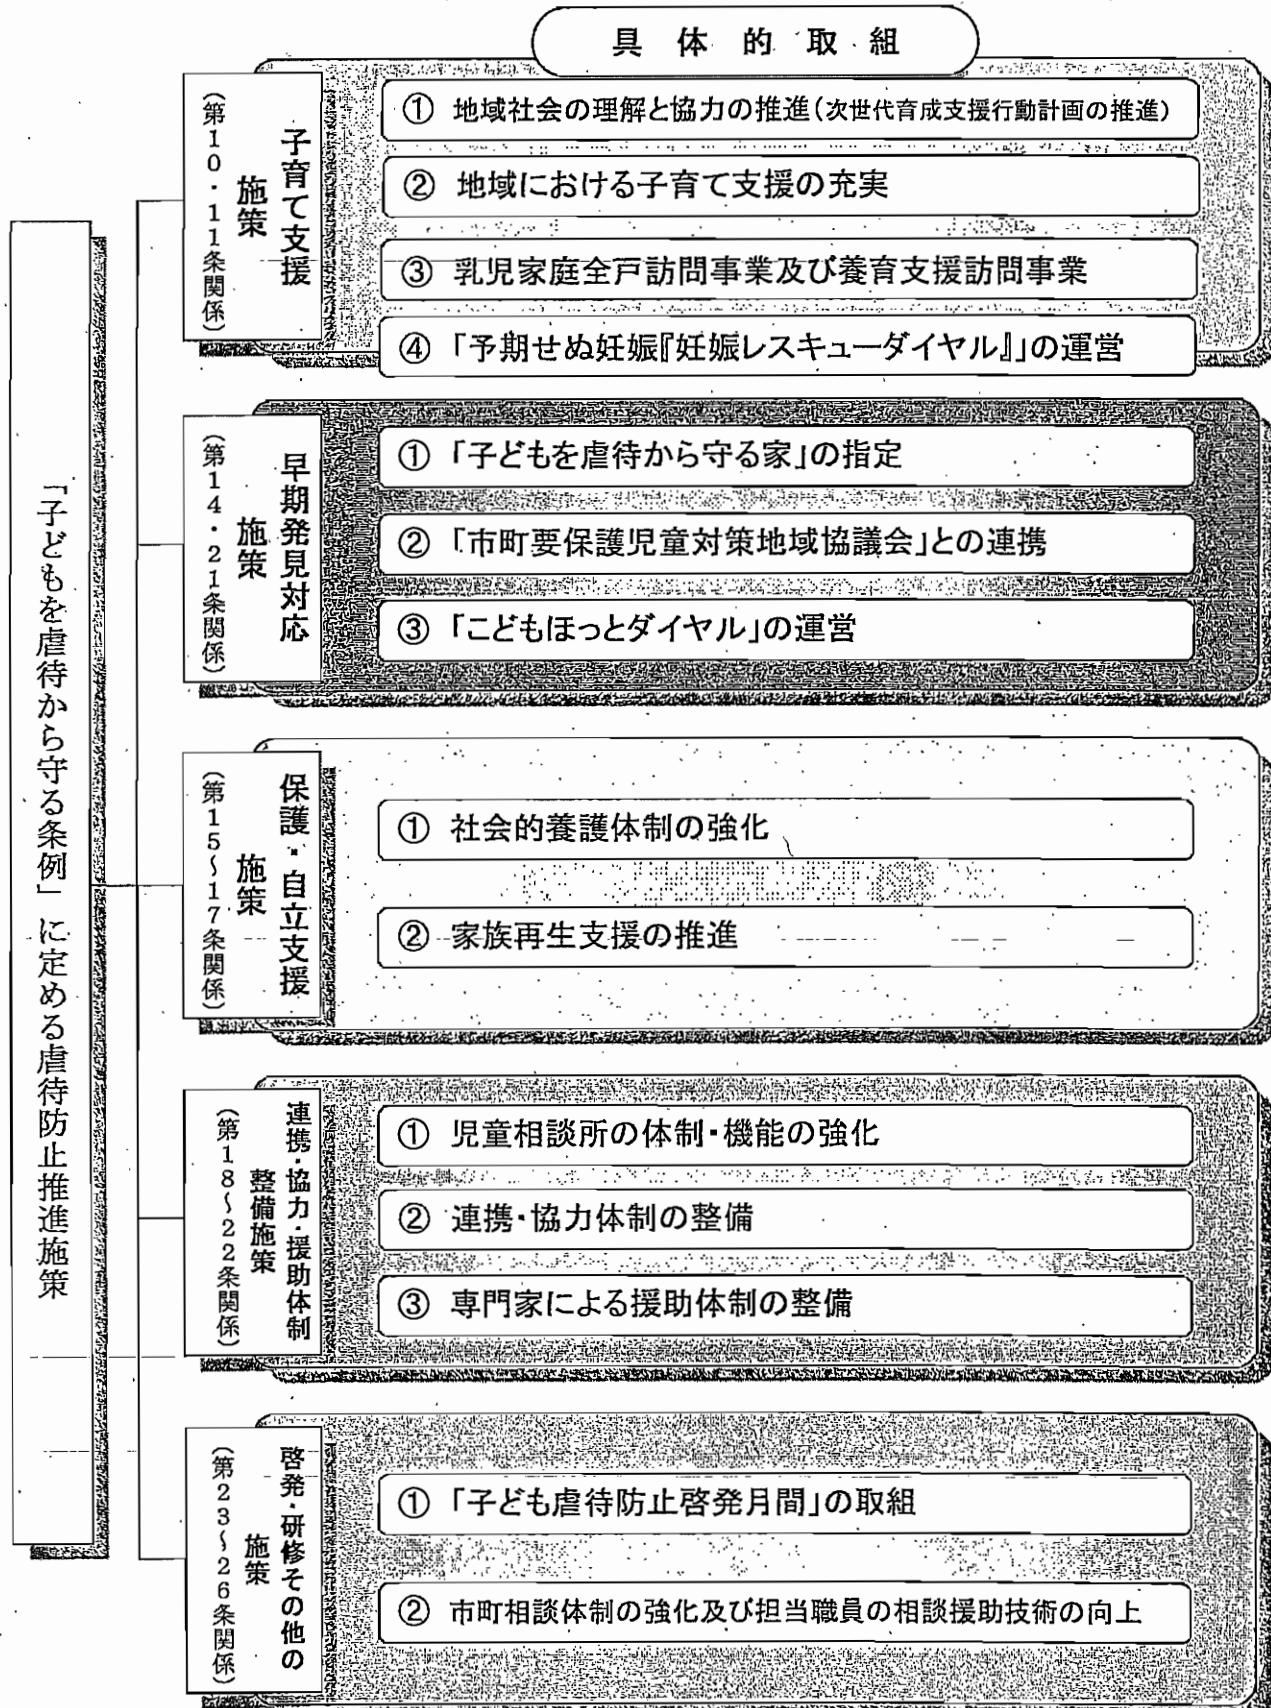 具体的取組
「子どもを虐待から守る条例」に定める虐待防止推進施策
子育て支援
施策
（第10・11条関係）
① 地域社会の理解と協力の推進（次世代育成支援行動計画の推進）
② 地域における子育て支援の充実
③ 乳児家庭全戸訪問事業及び養育支援訪問事業
④ 「予期せぬ妊娠『妊娠レスキューダイヤル』」の運営
早期発見対応
施策
（第14・21条関係）
① 「子どもを虐待から守る家」の指定
② 「市町要保護児童対策地域協議会」との連携
③ 「こどもほっとダイヤル」の運営
保護・自立支援
施策
（第15～17条関係）
① 社会的養護体制の強化
② 家族再生支援の推進
連携・協力・援助体制
整備施策
（第18～22条関係）
① 児童相談所の体制・機能の強化
② 連携・協力体制の整備
③ 専門家による援助体制の整備
啓発・研修その他の
施策
（第23～26条関係）
① 「子ども虐待防止啓発月間」の取組
② 市町相談体制の強化及び担当職員の相談援助技術の向上